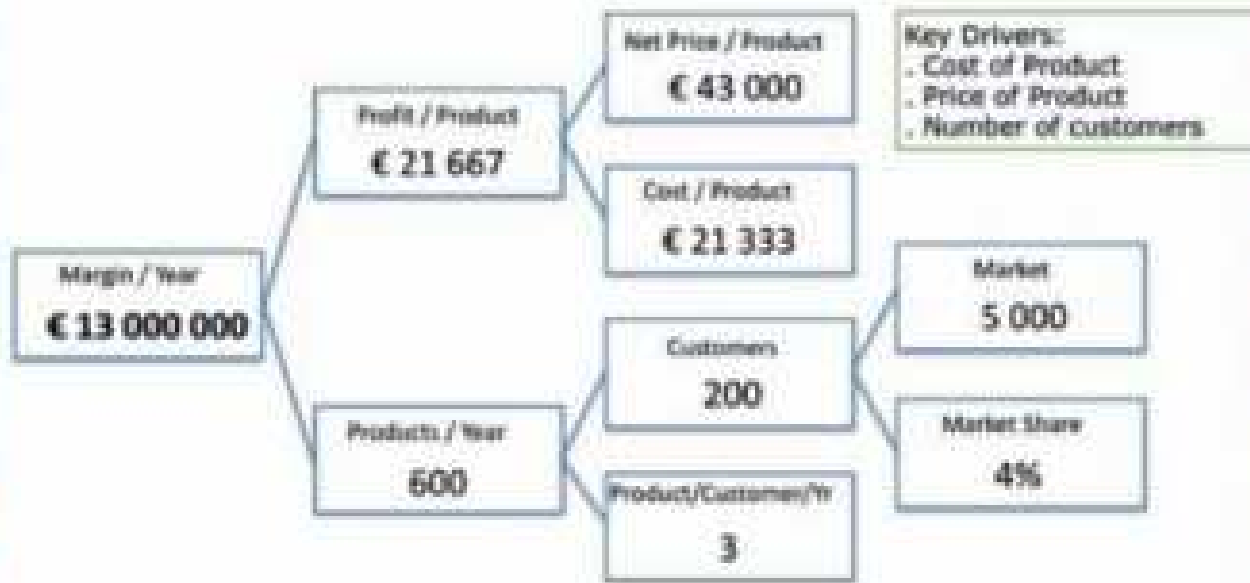 Net Price / Product
€ 43 000
Key Drivers:
. Cost of Product
. Price of Product
. Number of customers
Profit / Product
€ 21 667
Cost / Product
€ 21 333
Margin / Year
€ 13 000 000
Market
5 000
Customers
200
Products / Year
600
Market Share
4%
Product/Customer/Yr
3